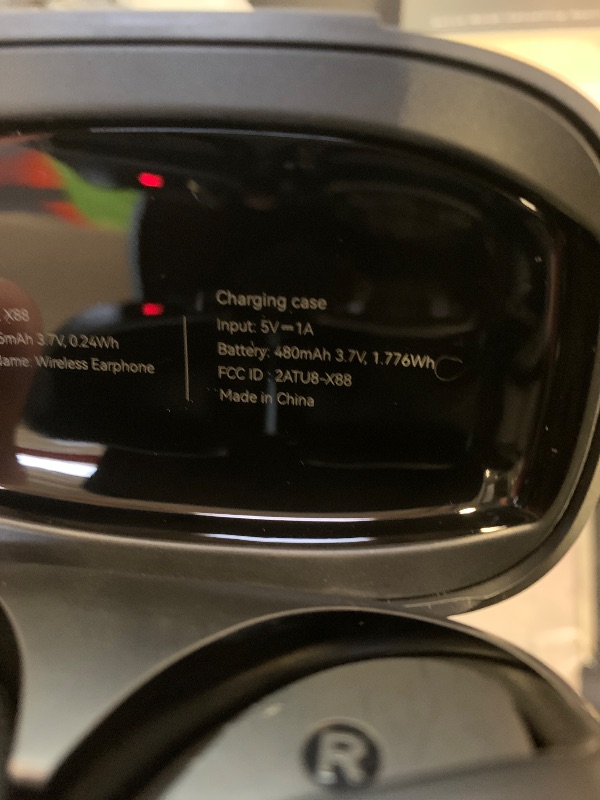 X88
mAh 3.7V, 0.24Wh
ame: Wireless Earphone
Charging case
Input: 5V⎓1A
Battery: 480mAh 3.7V, 1.776Wh
FCC ID : 2ATU8-X88
Made in China
R